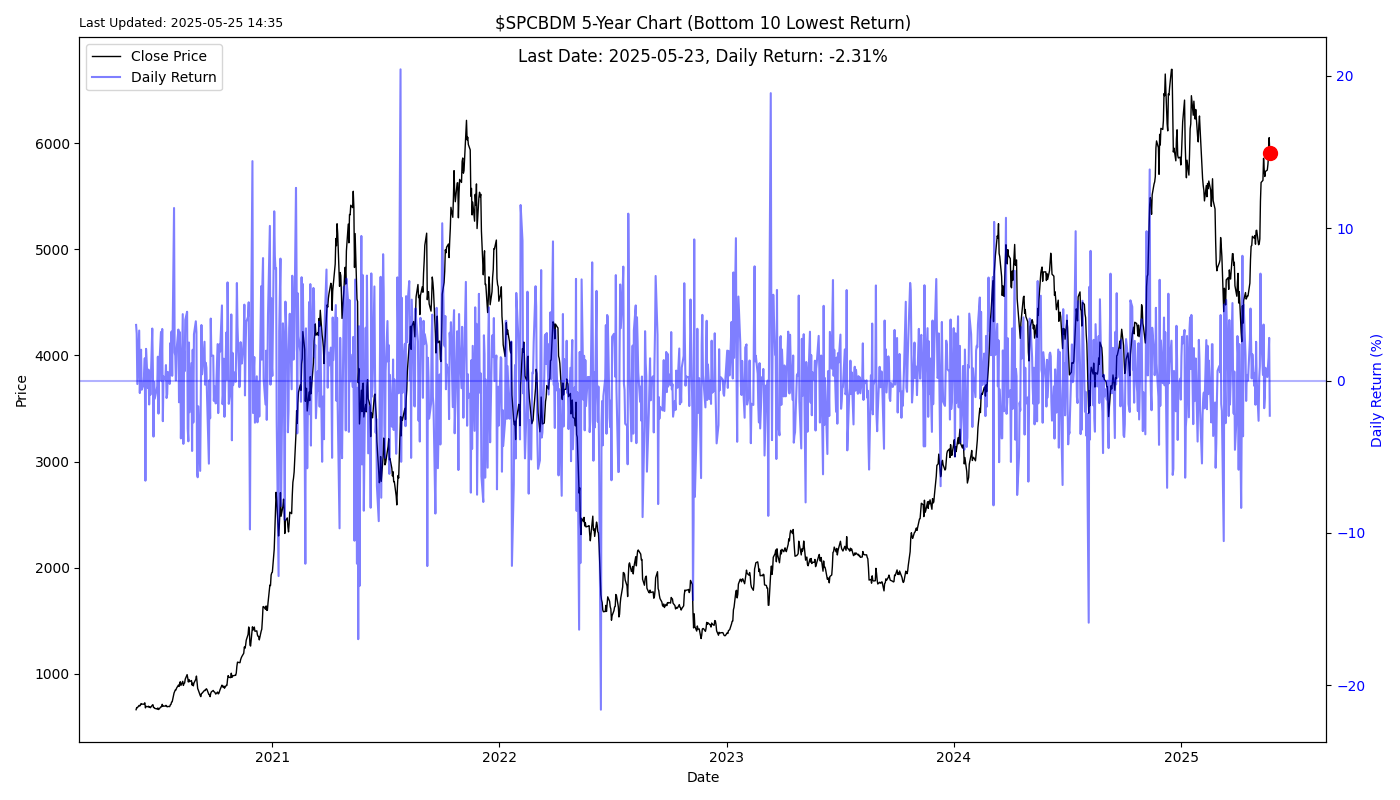 Last Updated: 2025-05-25 14:35
$SPCBDM 5-Year Chart (Bottom 10 Lowest Return)
Last Date: 2025-05-23, Daily Return: -2.31%
Close Price
Daily Return
6000
5000
4000
3000
2000
1000
Price
20
10
0
−10
−20
Daily Return (%)
2021
2022
2023
2024
2025
Date